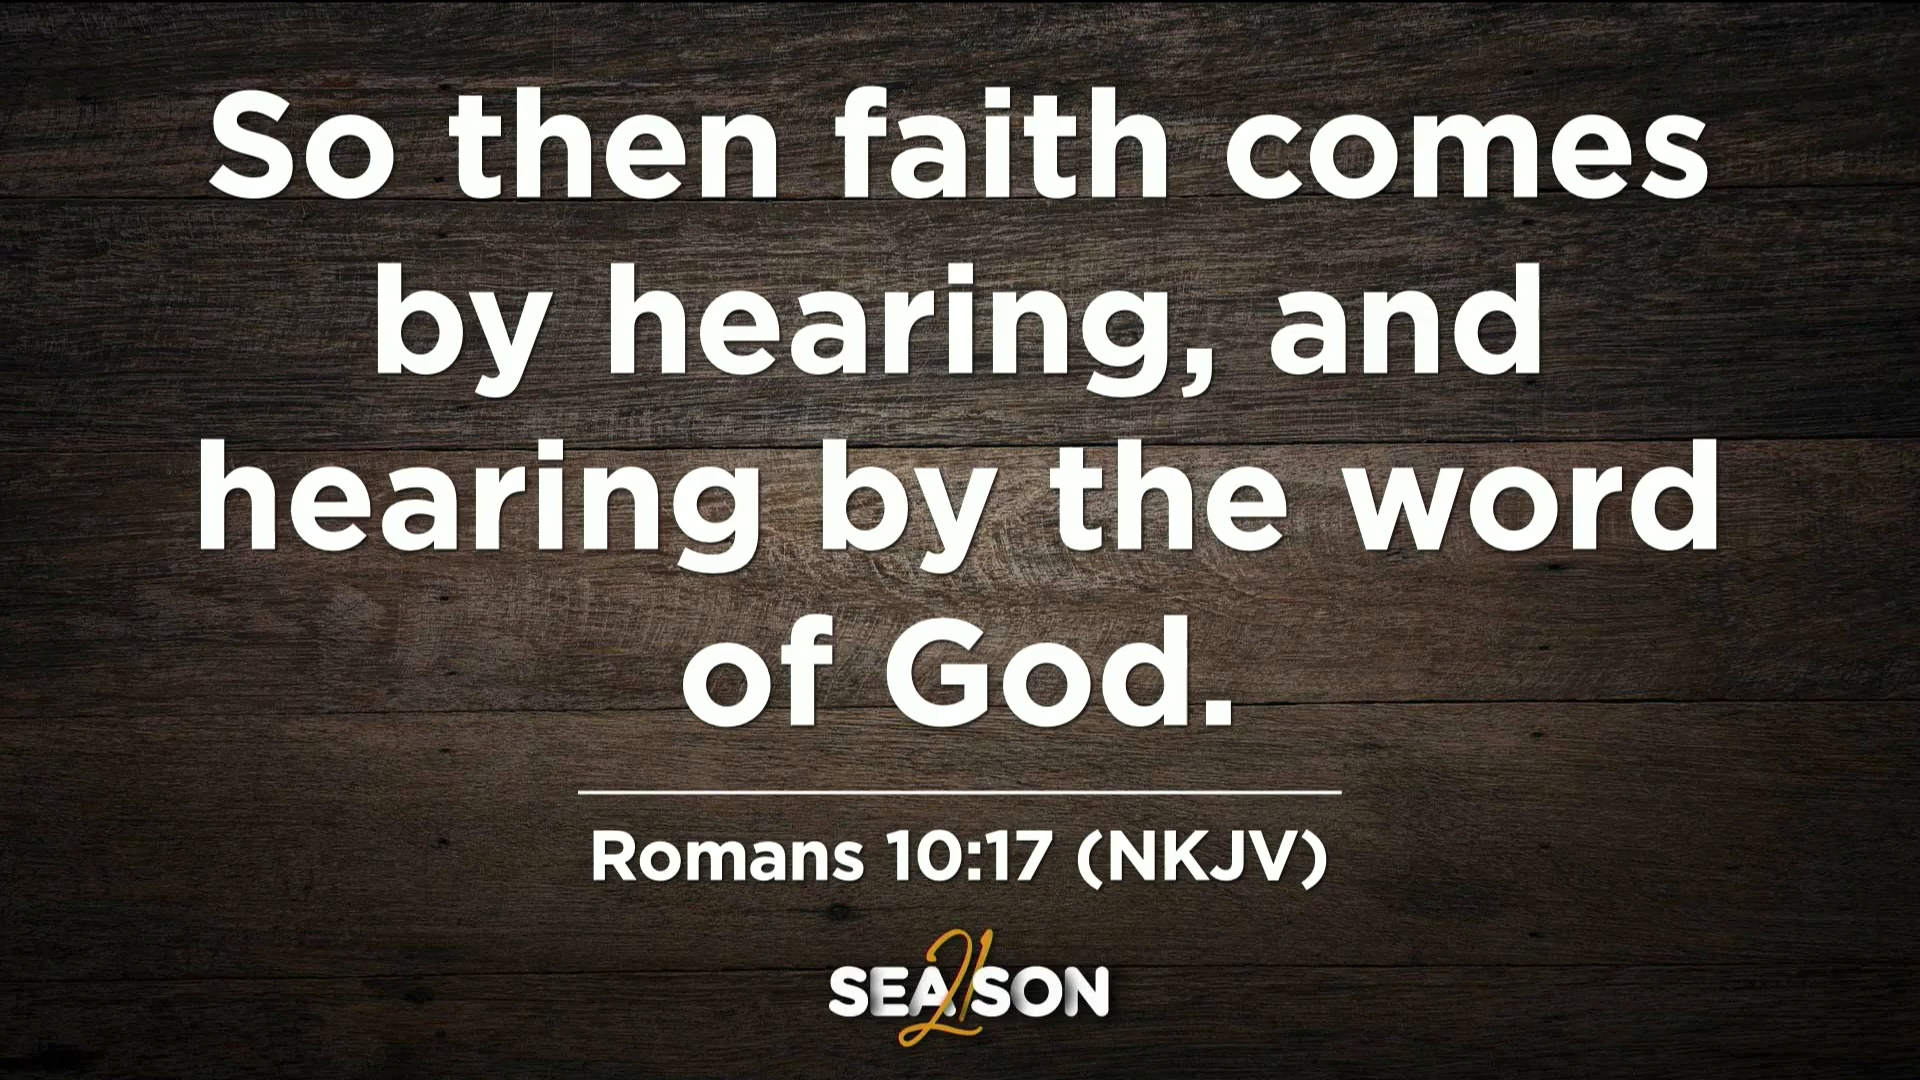 So then faith comes
by hearing, and
hearing by the word
of God.
Romans 10:17 (NKJV)
SEA21SON